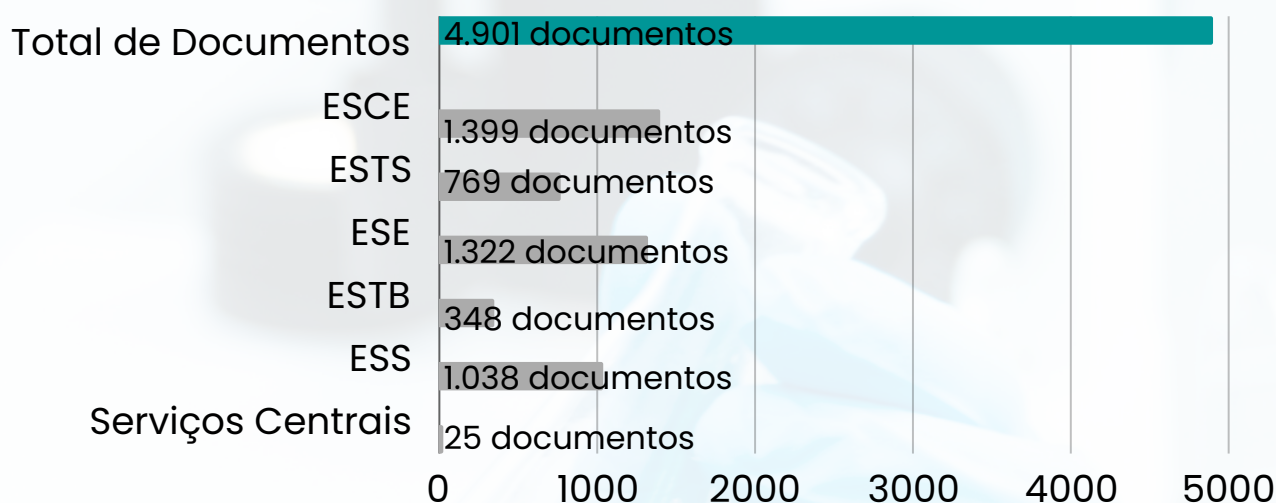 Total de Documentos
4.901 documentos
ESCE
1.399 documentos
ESTS
769 documentos
ESE
1.322 documentos
ESTB
348 documentos
ESS
1.038 documentos
Serviços Centrais
25 documentos
0 1000 2000 3000 4000 5000